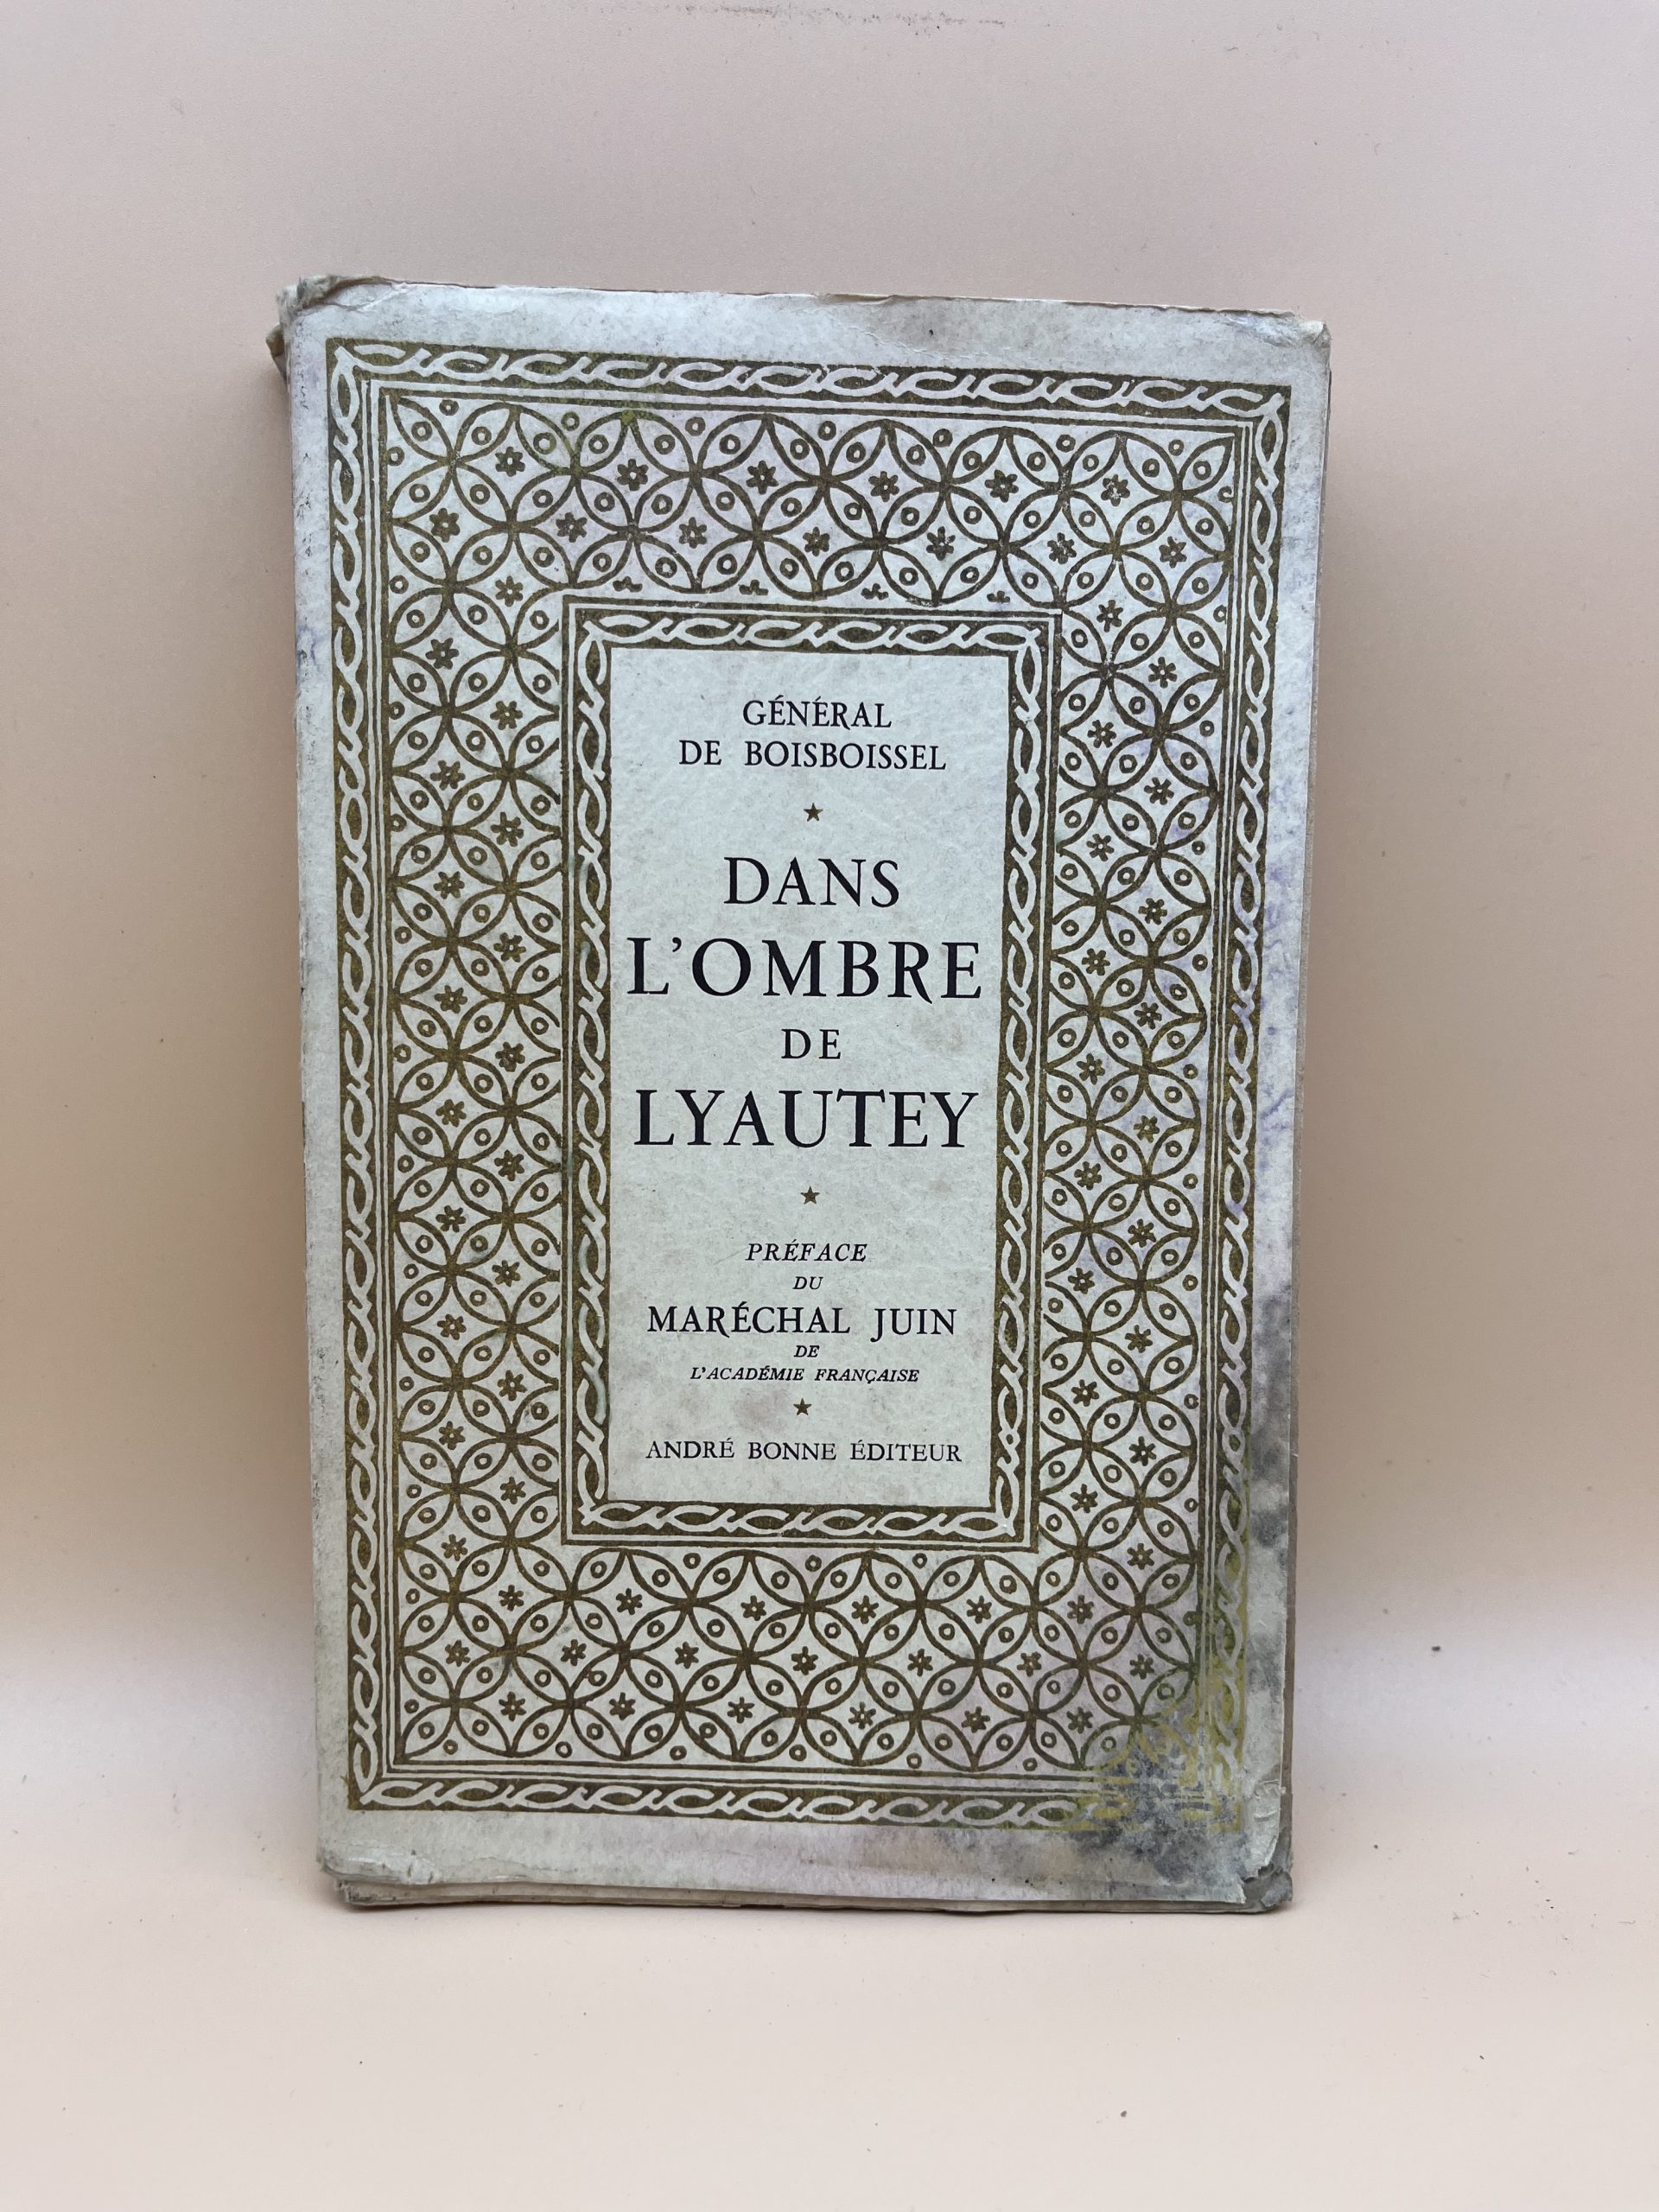 GÉNÉRAL
DE BOISBOISSEL
DANS
L'OMBRE
DE
LYAUTEY
PRÉFACE
DU
MARÉCHAL JUIN
DE
L'ACADÉMIE FRANÇAISE
ANDRÉ BONNE ÉDITEUR